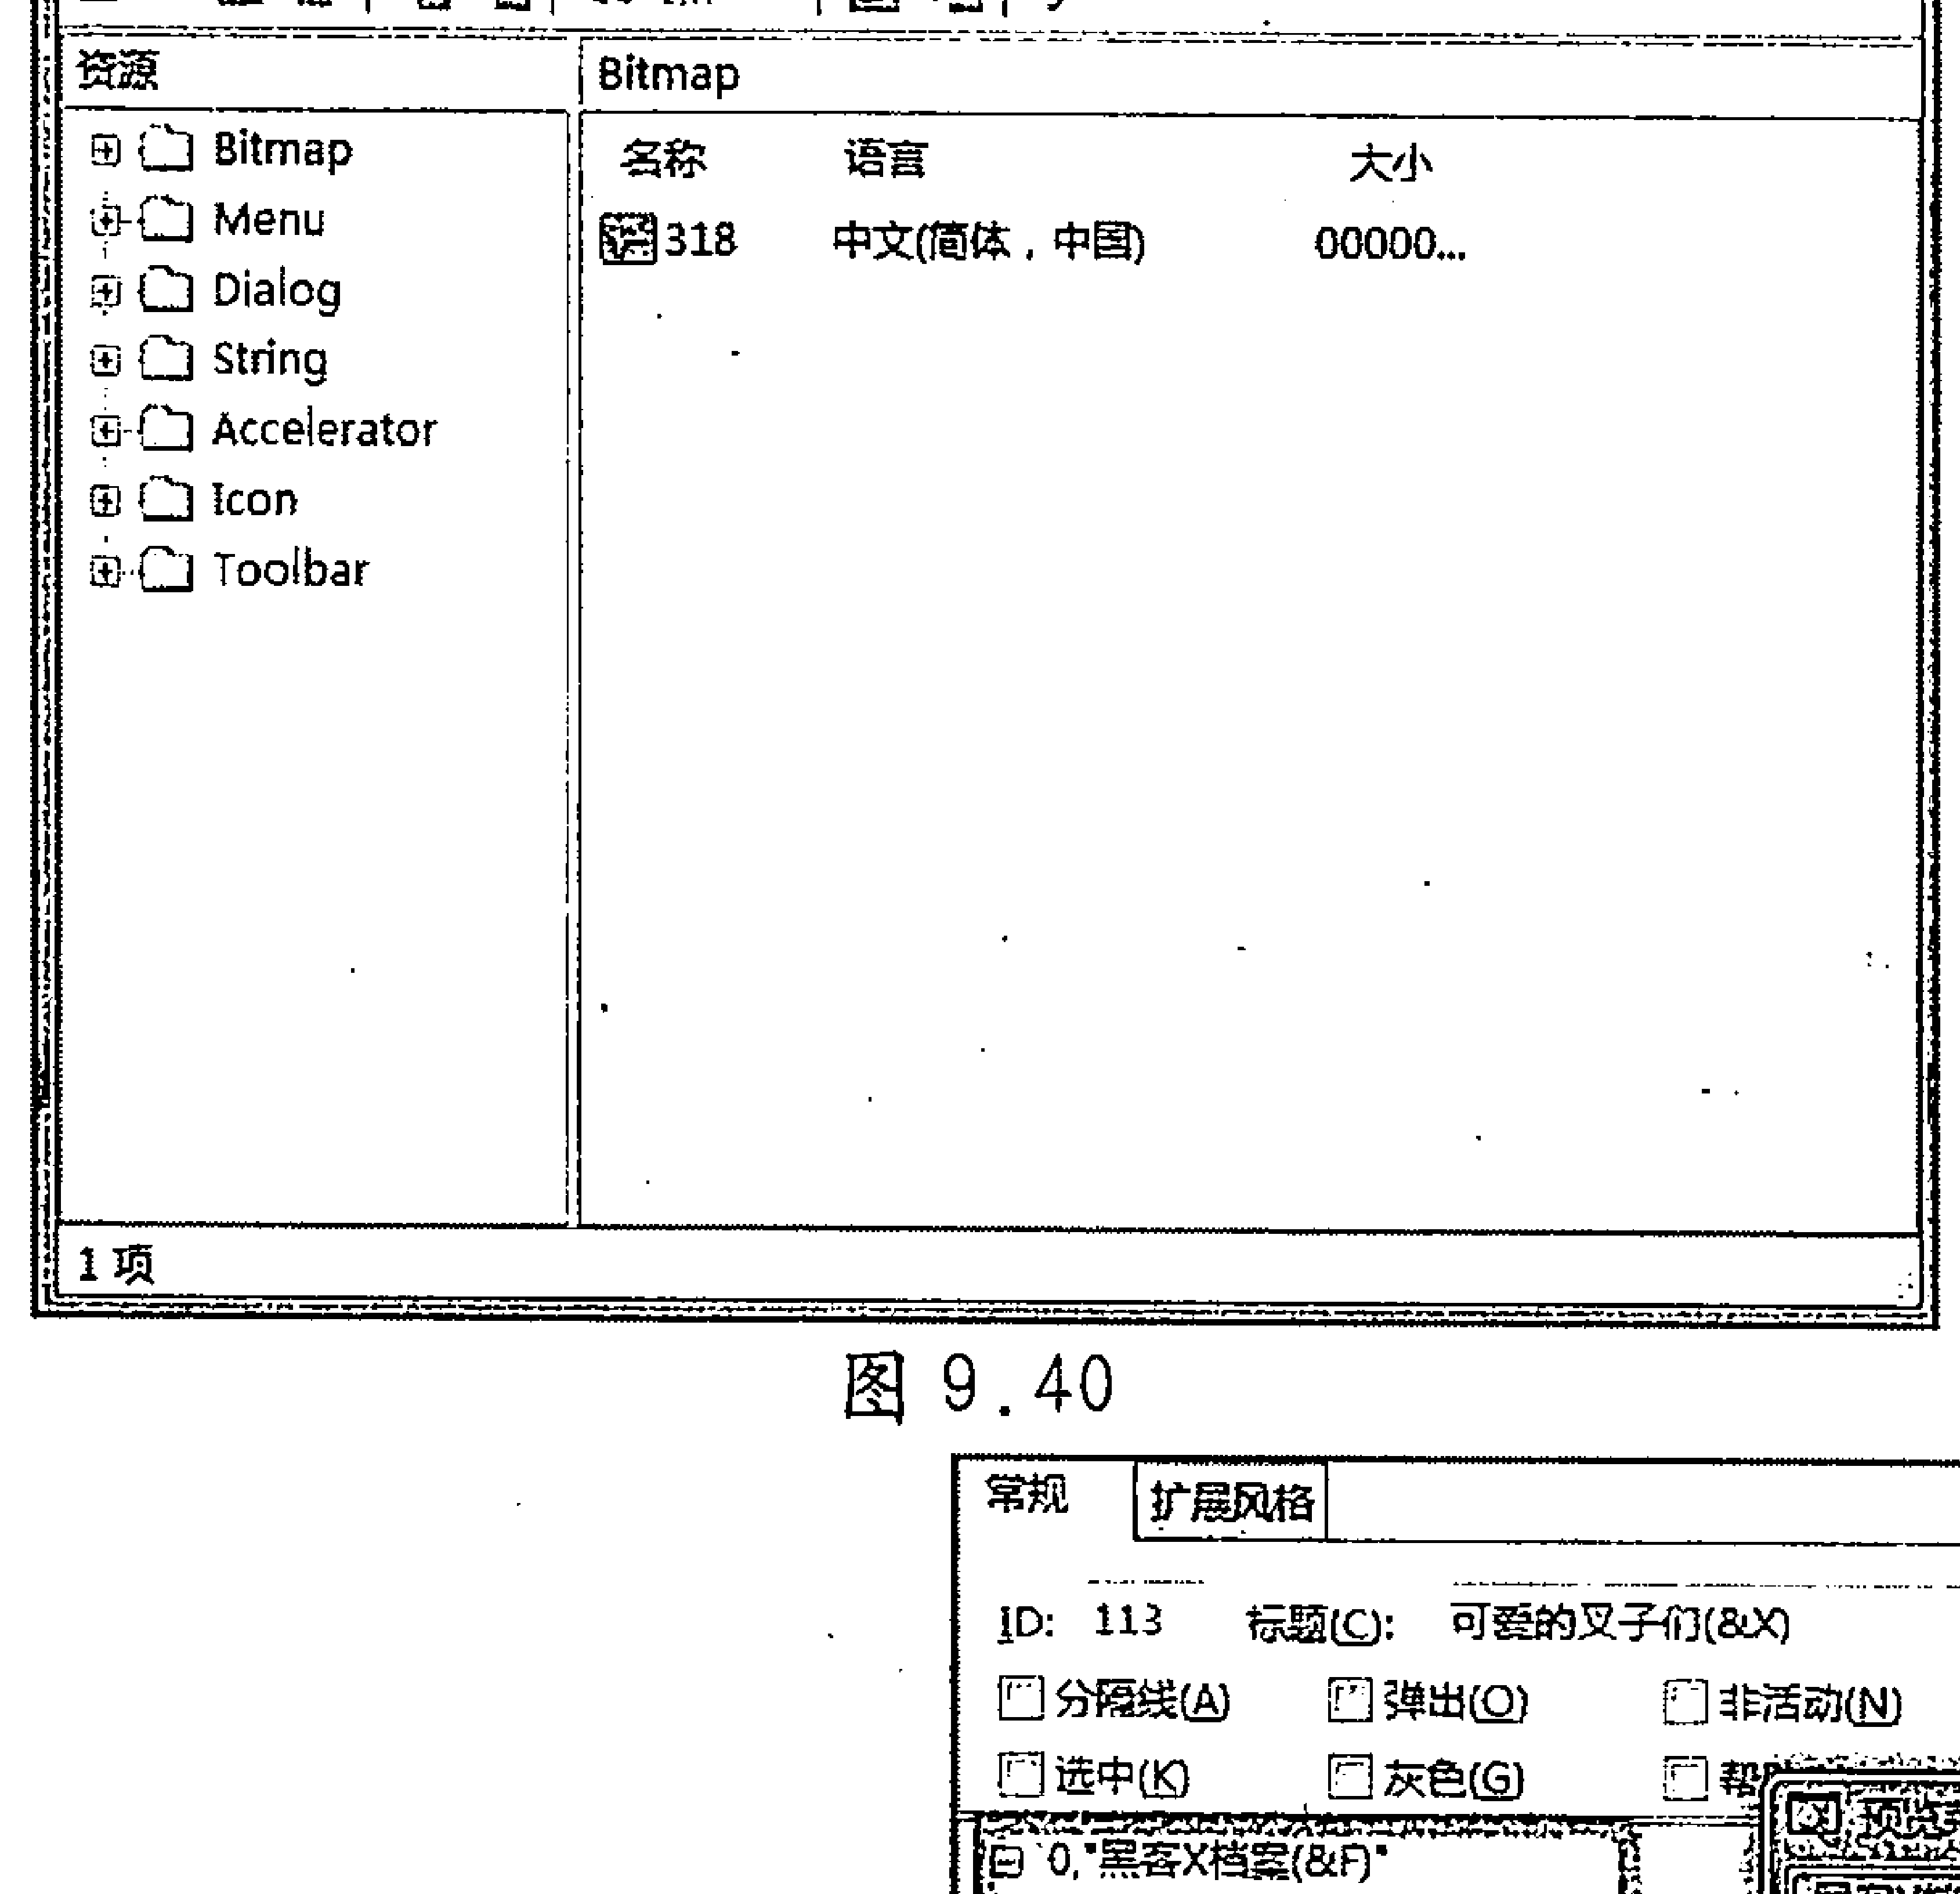 资源
Bitmap
Bitmap
Menu
Dialog
String
Accelerator
Icon
Toolbar
名称 语言 大小
318 中文(简体，中国) 00000...
1 项
图 9.40
常规 扩展风格
ID: 113 标题(C): 可爱的叉子们(&X)
分隔线(A) 弹出(O) 非活动(N)
选中(K) 灰色(G) 帮
预览
0,"黑客X档案(&F)"